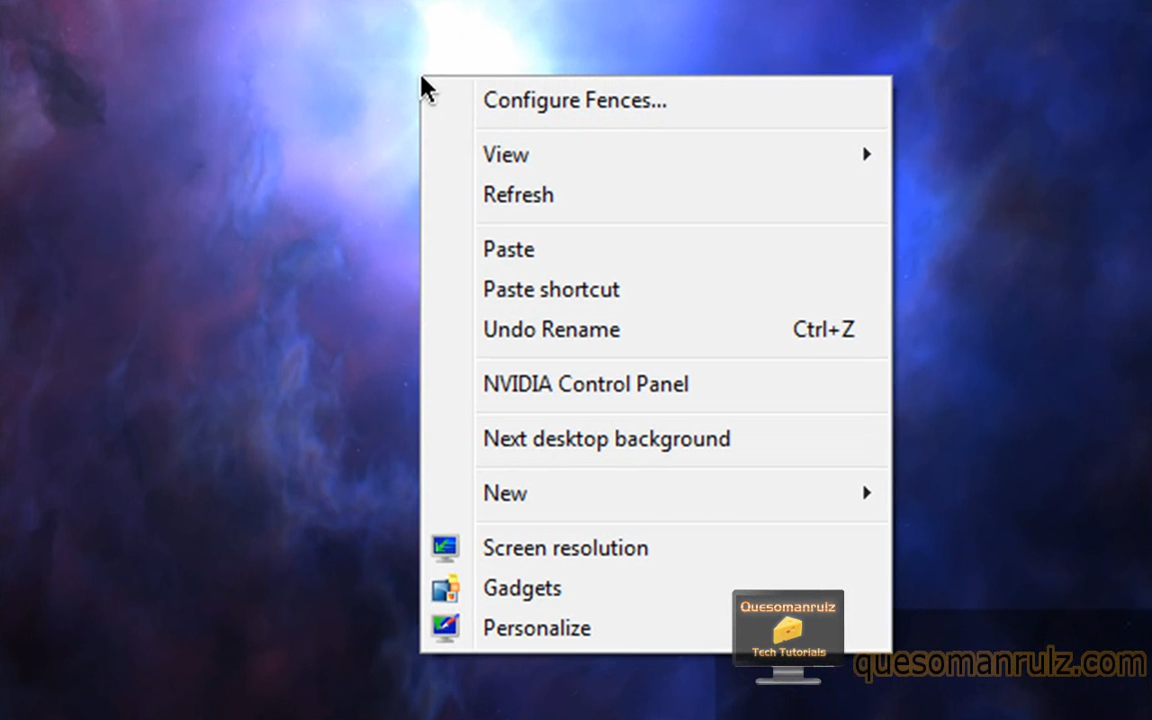 Configure Fences...
View
Refresh
Paste
Paste shortcut
Undo Rename Ctrl+Z
NVIDIA Control Panel
Next desktop background
New
Screen resolution
Gadgets
Personalize
Quesomanrulz
Tech Tutorials
quesomanrulz.com